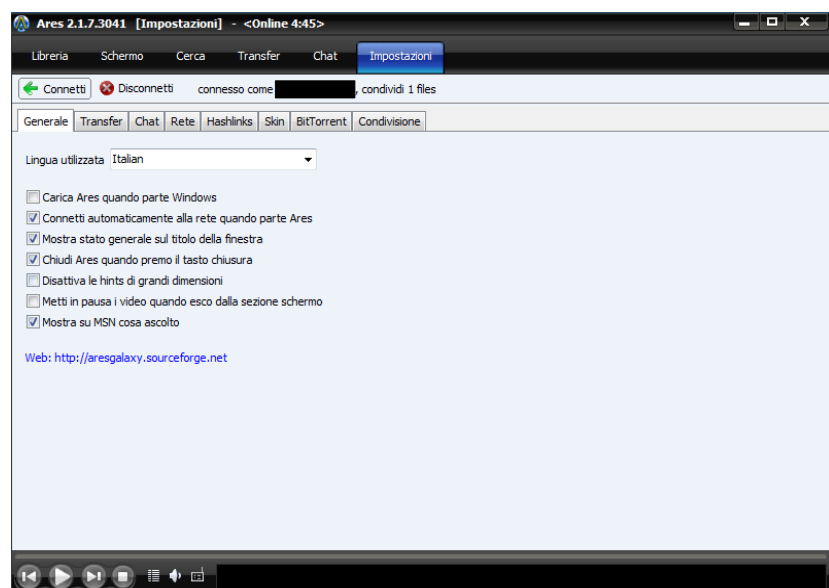 Ares 2.1.7.3041 [Impostazioni] - <Online 4:45>
Libreria Schermo Cerca Transfer Chat Impostazioni
Connetti Disconnetti connesso come , condividi 1 files
Generale Transfer Chat Rete Hashlinks Skin BitTorrent Condivisione
Lingua utilizzata Italian
Carica Ares quando parte Windows
Connetti automaticamente alla rete quando parte Ares
Mostra stato generale sul titolo della finestra
Chiudi Ares quando premo il tasto chiusura
Disattiva le hints di grandi dimensioni
Metti in pausa i video quando esco dalla sezione schermo
Mostra su MSN cosa ascolto
Web: http://aresgalaxy.sourceforge.net